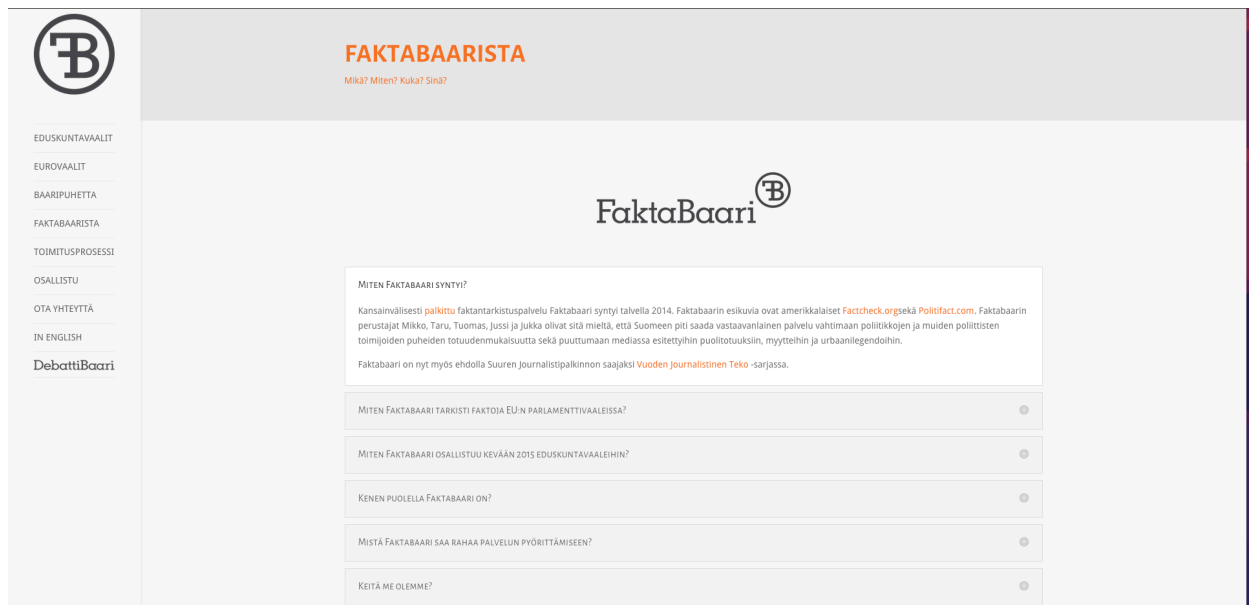 FB
EDUSKUNTAVAALIT
EUROVAALIT
BAARIPUHETTA
FAKTABAARISTA
TOIMITUSPROSESSI
OSALLISTU
OTA YHTEYTTÄ
IN ENGLISH
DebattiBaari
FAKTABAARISTA
Mikä? Miten? Kuka? Sinä?
FaktaBaari FB
MITEN FAKTABAARI SYNTYI?
Kansainvälisesti palkittu faktantarkistuspalvelu Faktabaari syntyi talvella 2014. Faktabaarin esikuvia ovat amerikkalaiset Factcheck.orgsekä Politifact.com. Faktabaarin
perustajat Mikko, Taru, Tuomas, Jussi ja Jukka olivat sitä mieltä, että Suomeen piti saada vastaavanlainen palvelu vahtimaan poliitikkojen ja muiden poliittisten
toimijoiden puheiden totuudenmukaisuutta sekä puuttumaan mediassa esitettyihin puolitotuuksiin, myytteihin ja urbaanilegendoihin.
Faktabaari on nyt myös ehdolla Suuren Journalistipalkinnon saajaksi Vuoden Journalistinen Teko -sarjassa.
MITEN FAKTABAARI TARKISTI FAKTOJA EU:N PARLAMENTTIVAALEISSA?
MITEN FAKTABAARI OSALLISTUU KEVÄÄN 2015 EDUSKUNTAVAALEIHIN?
KENEN PUOLELLA FAKTABAARI ON?
MISTÄ FAKTABAARI SAA RAHAA PALVELUN PYÖRITTÄMISEEN?
KEITÄ ME OLEMME?